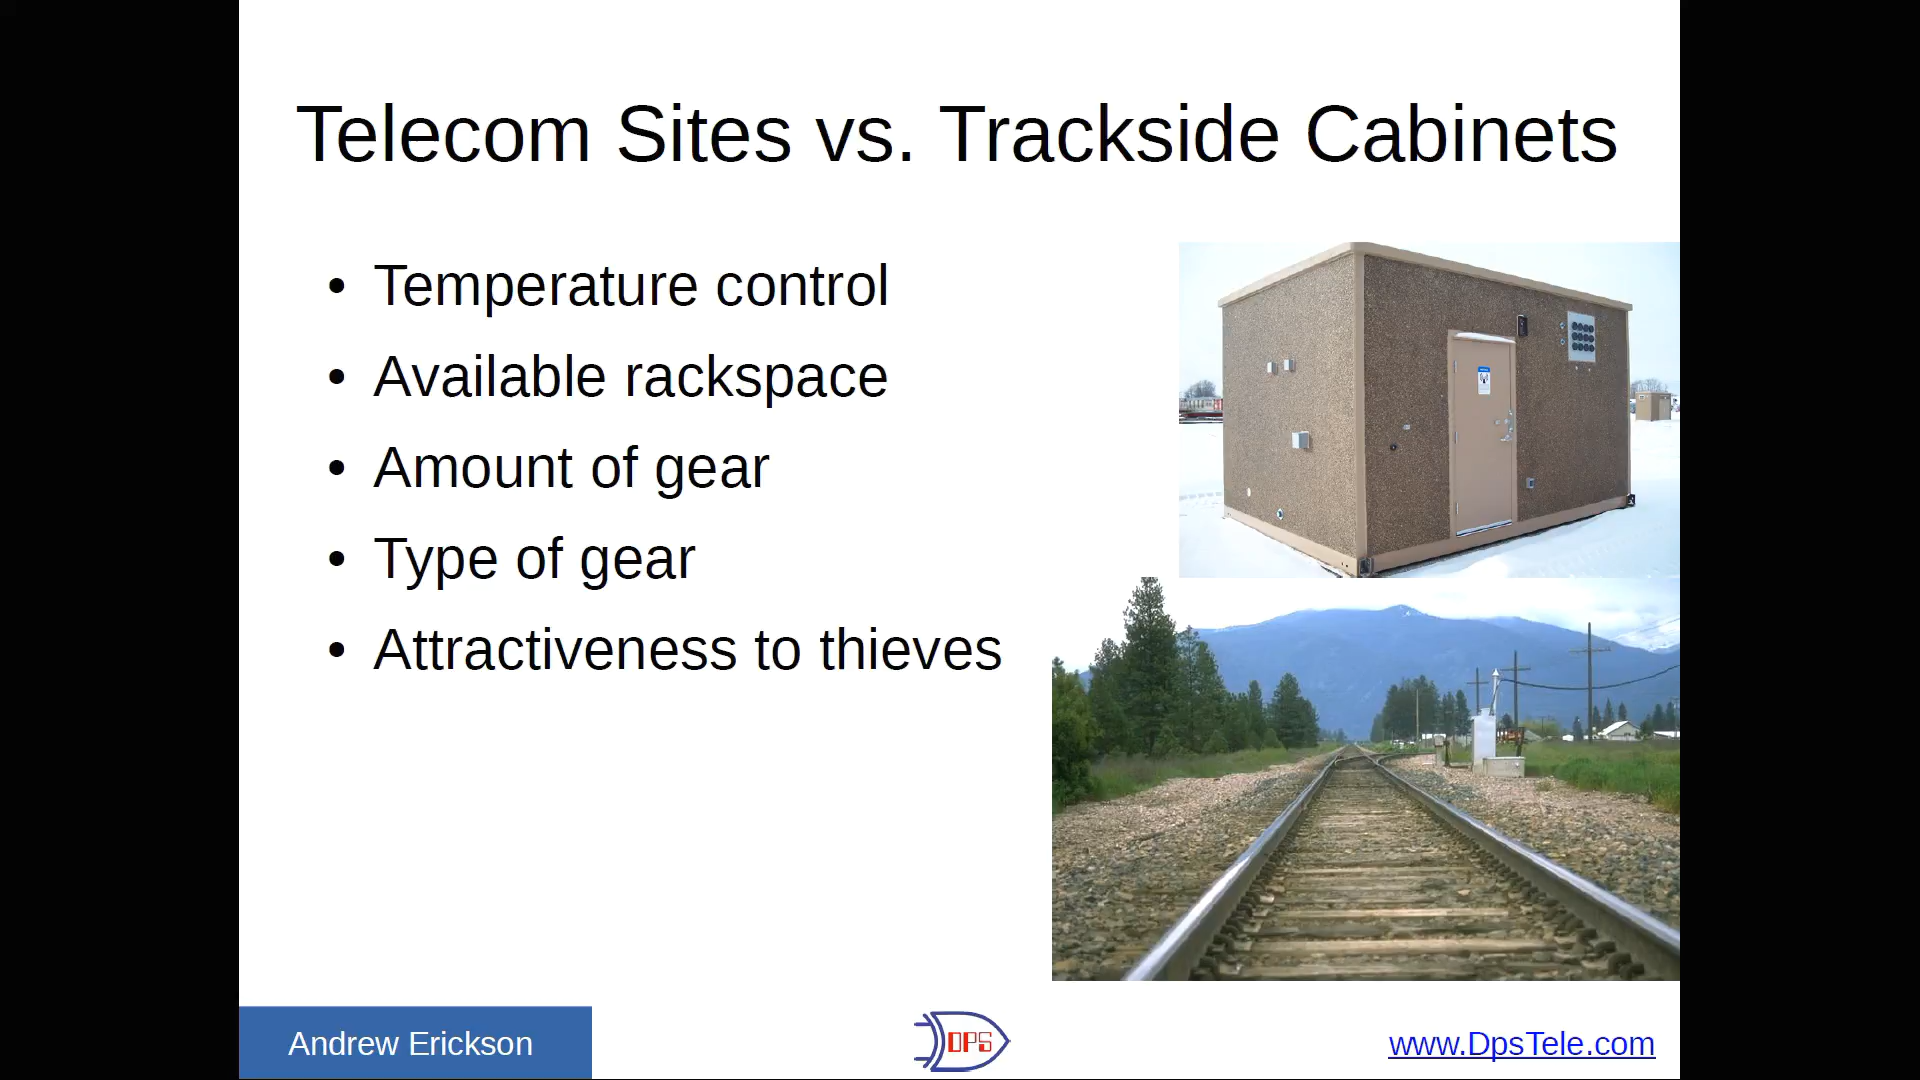 Telecom Sites vs. Trackside Cabinets
• Temperature control
• Available rackspace
• Amount of gear
• Type of gear
• Attractiveness to thieves
Andrew Erickson
DPS
www.DpsTele.com